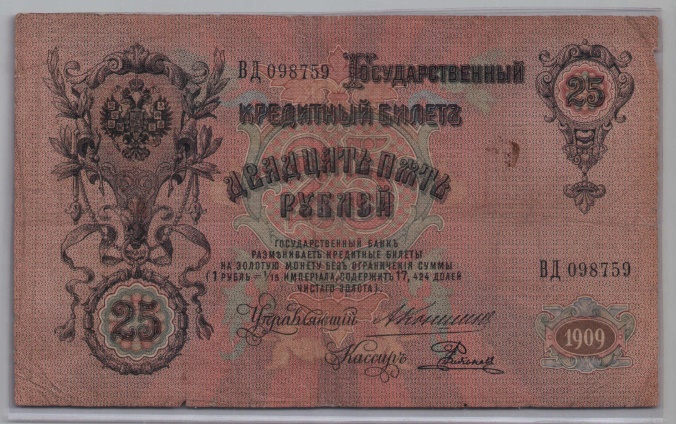 ВД 098759
Государственный
25
кредитный билетъ
двадцать пять
рублей
Государственный банкъ
размѣниваетъ кредитные билеты
на золотую монету безъ ограниченія суммы
(1 рубль = 1/15 имперіала, содержитъ 17,424 долей
чистаго золота).
ВД 098759
25
Управляющій
Кассиръ
1909